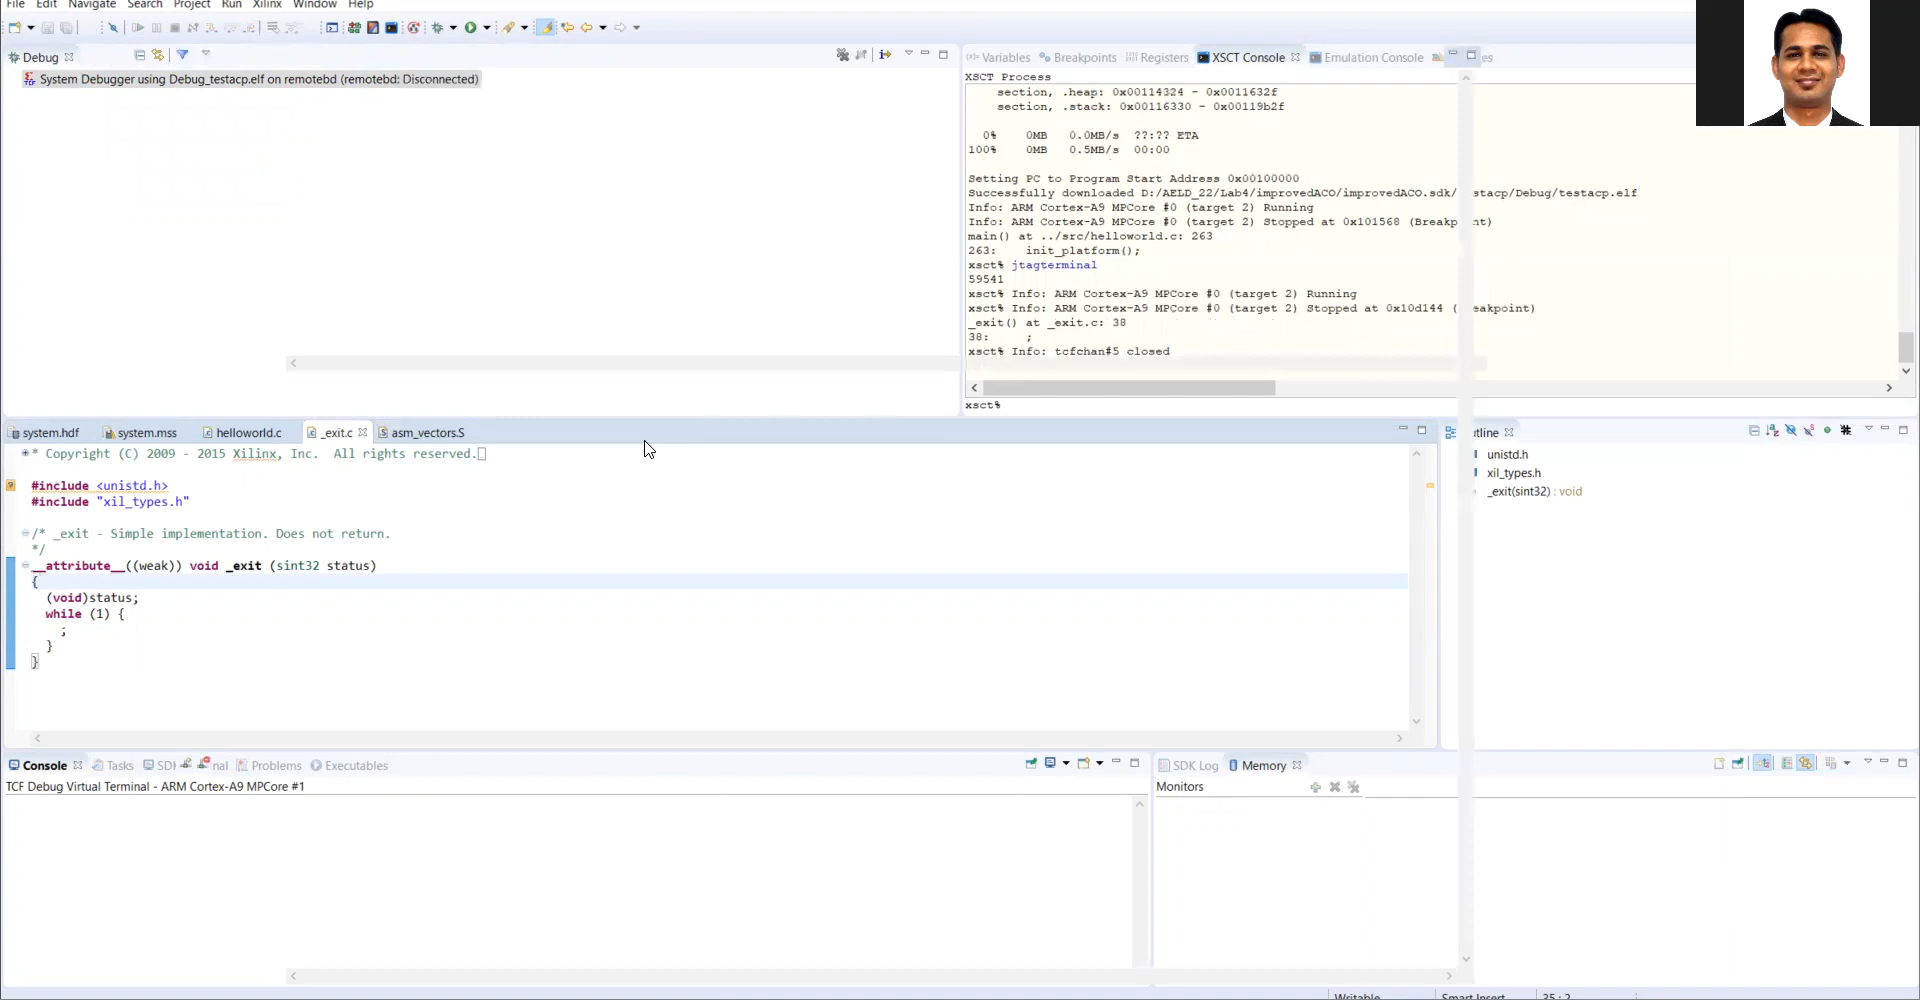 File Edit Navigate Search Project Run Xilinx Window Help
Debug
System Debugger using Debug_testacp.elf on remotebd (remotebd: Disconnected)
Variables Breakpoints Registers XSCT Console Emulation Console
XSCT Process
section, .heap: 0x00114324 - 0x0011632f
section, .stack: 0x00116330 - 0x00119b2f
0% 0MB 0.0MB/s ??:?? ETA
100% 0MB 0.5MB/s 00:00
Setting PC to Program Start Address 0x00100000
Successfully downloaded D:/AELD_22/Lab4/improvedACO/improvedACO.sdk/ stacp/Debug/testacp.elf
Info: ARM Cortex-A9 MPCore #0 (target 2) Running
Info: ARM Cortex-A9 MPCore #0 (target 2) Stopped at 0x101568 (Breakp nt)
main() at ../src/helloworld.c: 263
263: init_platform();
xsct% jtagterminal
59541
xsct% Info: ARM Cortex-A9 MPCore #0 (target 2) Running
xsct% Info: ARM Cortex-A9 MPCore #0 (target 2) Stopped at 0x10d144 ( eakpoint)
_exit() at _exit.c: 38
38: ;
xsct% Info: tcfchan#5 closed
xsct%
system.hdf system.mss helloworld.c _exit.c asm_vectors.S
* Copyright (C) 2009 - 2015 Xilinx, Inc. All rights reserved.
#include <unistd.h>
#include "xil_types.h"
/* _exit - Simple implementation. Does not return.
*/
__attribute__((weak)) void _exit (sint32 status)
{
(void)status;
while (1) {
;
}
}
utline
unistd.h
xil_types.h
_exit(sint32) : void
Console Tasks SD nal Problems Executables
TCF Debug Virtual Terminal - ARM Cortex-A9 MPCore #1
SDK Log Memory
Monitors
Writable Smart Insert 35 : 2